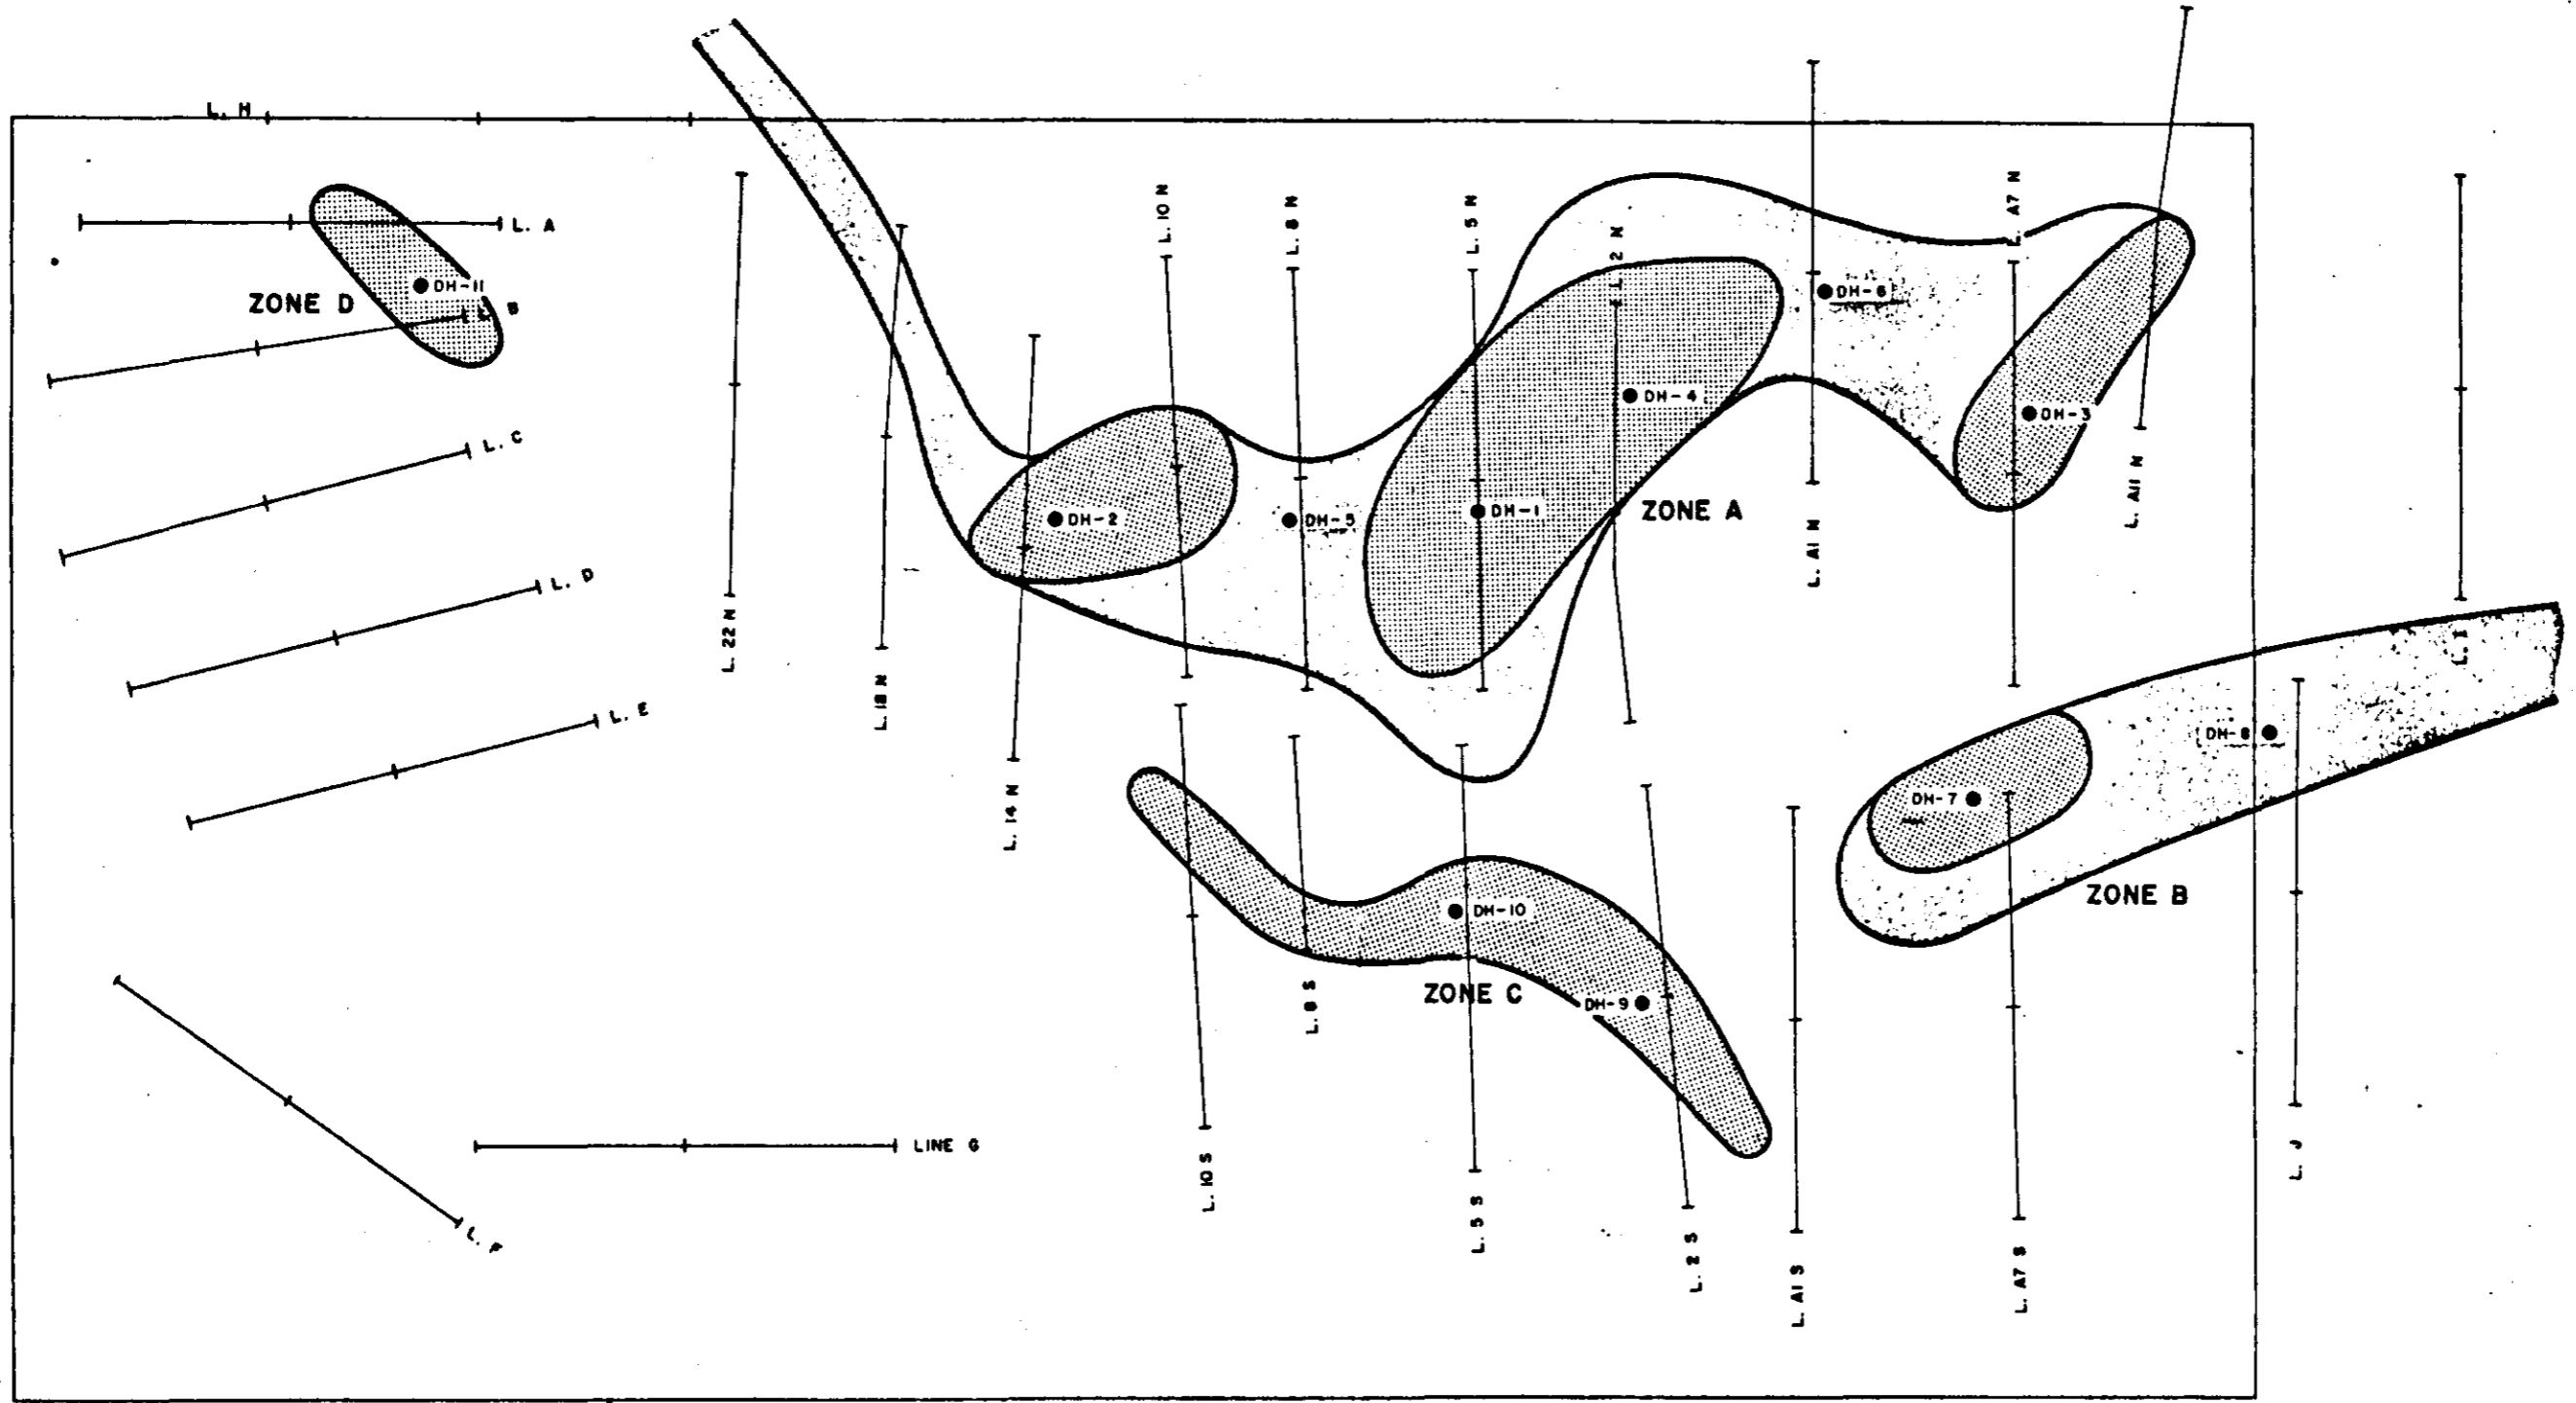 L. H
L. A
DH-11
ZONE D
L. B
L. C
L. D
L. E
L. F
LINE G
L. 22 N
L. 18 N
L. 14 N
L. 10 N
L. 8 N
L. 5 N
L. 2 N
L. A1 N
L. A7 N
L. A11 N
L. I
DH-6
DH-4
DH-3
DH-2
DH-5
DH-1
ZONE A
DH-8
DH-7
ZONE B
DH-10
ZONE C
DH-9
L. 10 S
L. 8 S
L. 5 S
L. 2 S
L. A1 S
L. A7 S
L. J